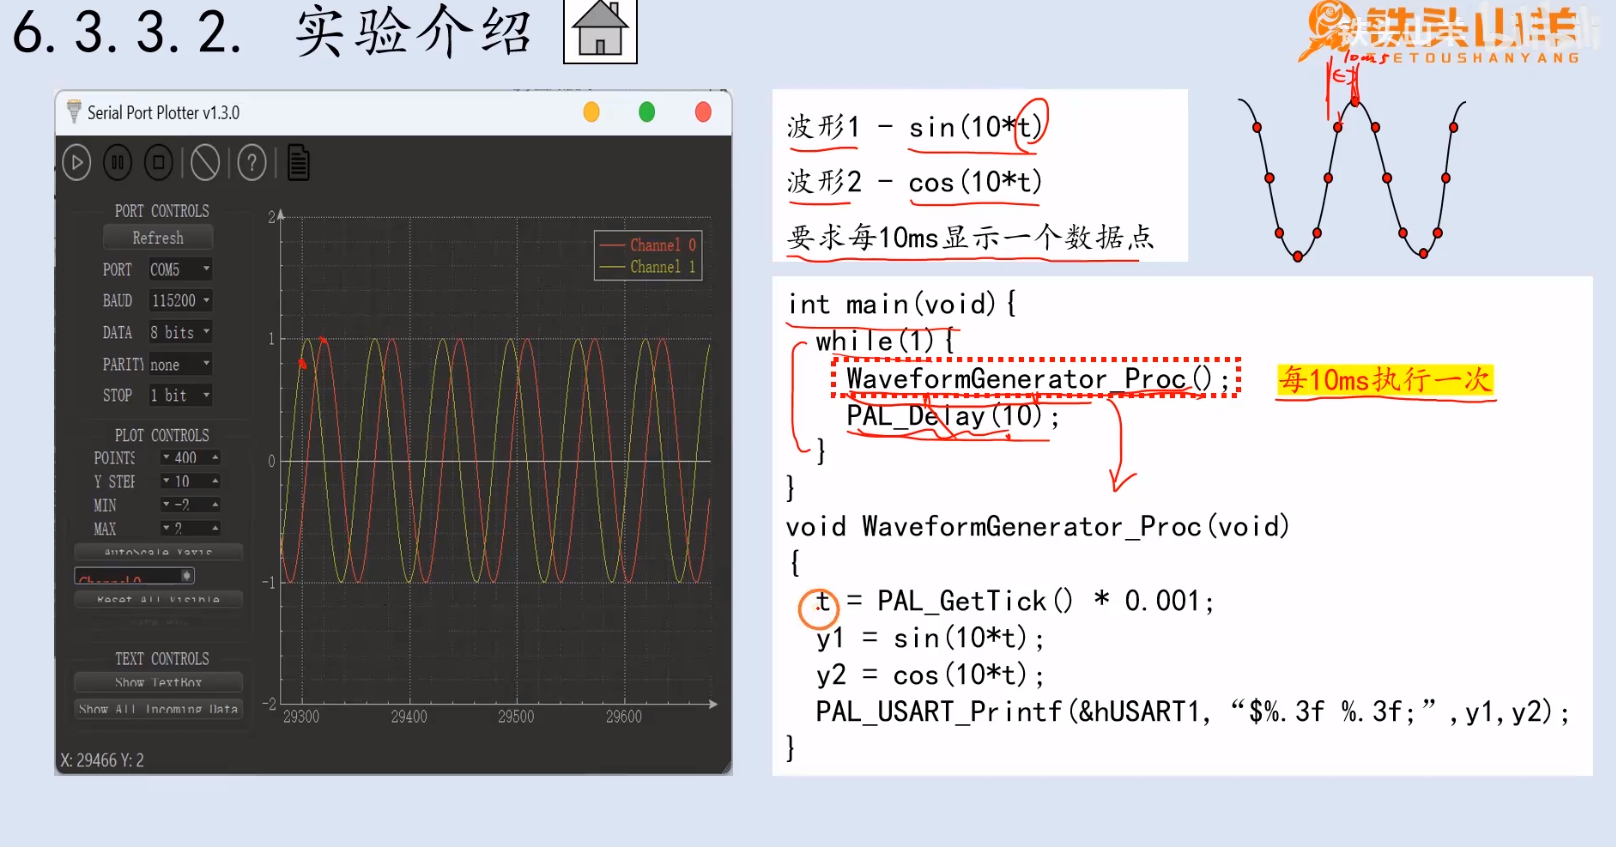 6.3.3.2. 实验介绍
铁头山羊
TIETOUSHANYANG
10ms
Serial Port Plotter v1.3.0
PORT CONTROLS
Refresh
PORT COM5
BAUD 115200
DATA 8 bits
PARITY none
STOP 1 bit
PLOT CONTROLS
POINTS 400
Y STEP 10
MIN -2
MAX 2
AutoScale Yaxis
Channel 0
Reset All Visible
TEXT CONTROLS
Show TextBox
Show All Incoming Data
X: 29466 Y: 2
2
1
0
-1
-2
29300 29400 29500 29600
Channel 0
Channel 1
波形1 - sin(10*t)
波形2 - cos(10*t)
要求每10ms显示一个数据点
int main(void){
while(1){
WaveformGenerator_Proc();
PAL_Delay(10);
}
}
每10ms执行一次
void WaveformGenerator_Proc(void)
{
t = PAL_GetTick() * 0.001;
y1 = sin(10*t);
y2 = cos(10*t);
PAL_USART_Printf(&hUSART1, “$%.3f %.3f;”,y1,y2);
}